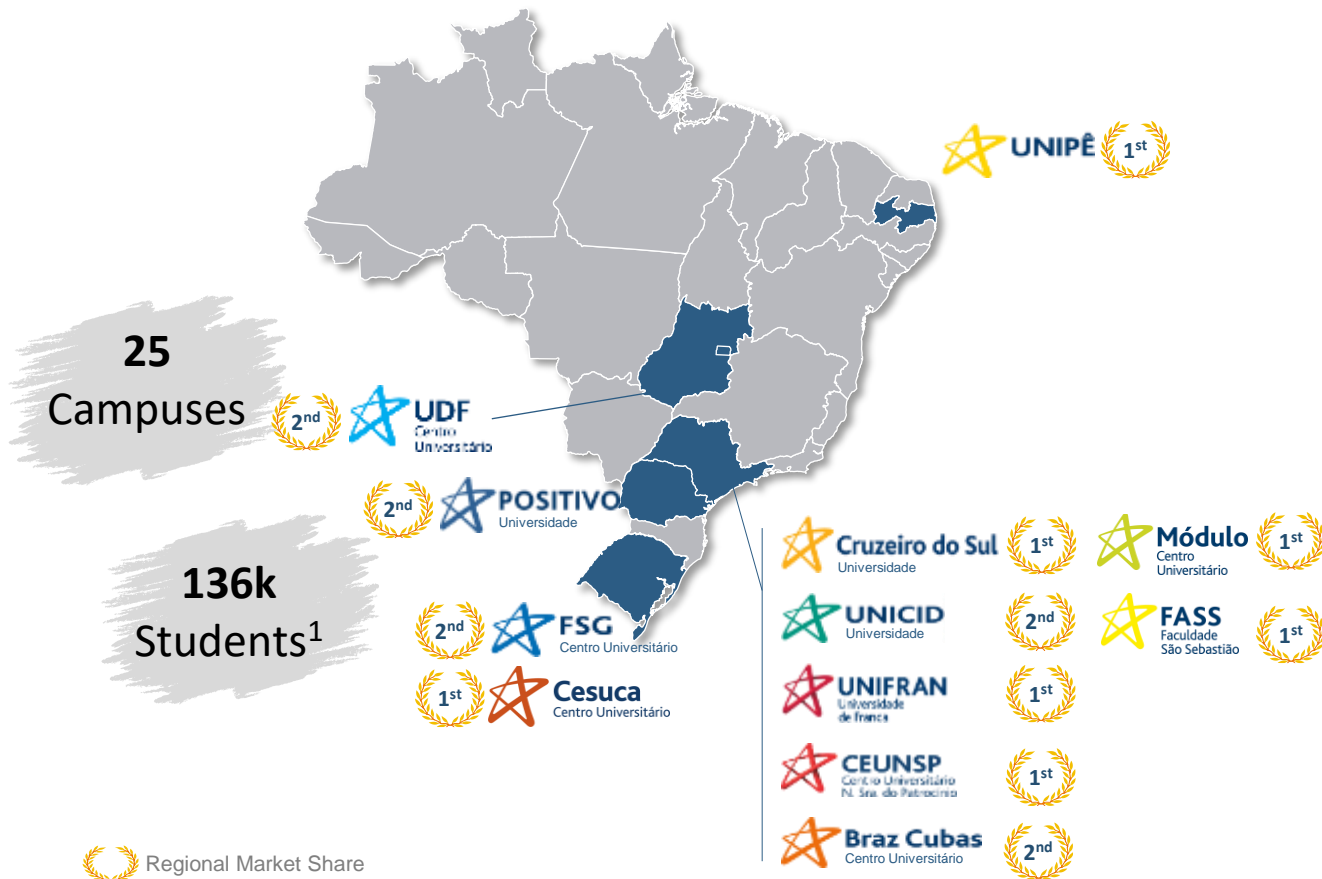 UNIPÊ
1st
25
Campuses
2nd
UDF
Centro
Universitário
2nd
POSITIVO
Universidade
136k
Students1
2nd
FSG
Centro Universitário
1st
Cesuca
Centro Universitário
Cruzeiro do Sul
Universidade
1st
Módulo
Centro
Universitário
1st
UNICID
Universidade
2nd
FASS
Faculdade
São Sebastião
1st
UNIFRAN
Universidade
de Franca
1st
CEUNSP
Centro Universitário
N. Sra. do Patrocínio
1st
Braz Cubas
Centro Universitário
2nd
Regional Market Share